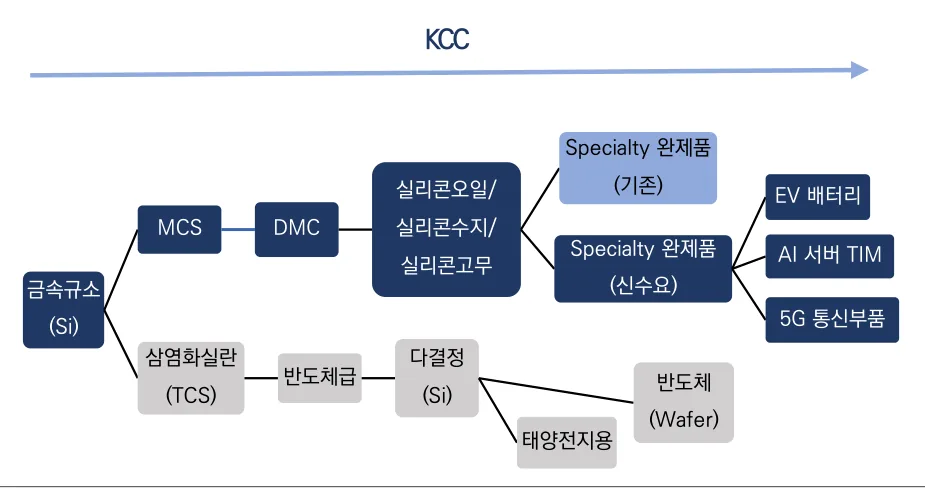 KCC
Specialty 완제품
(기존)
실리콘오일/
실리콘수지/
실리콘고무
EV 배터리
MCS
DMC
Specialty 완제품
(신수요)
AI 서버 TIM
금속규소
(Si)
5G 통신부품
삼염화실란
(TCS)
반도체급
다결정
(Si)
반도체
(Wafer)
태양전지용